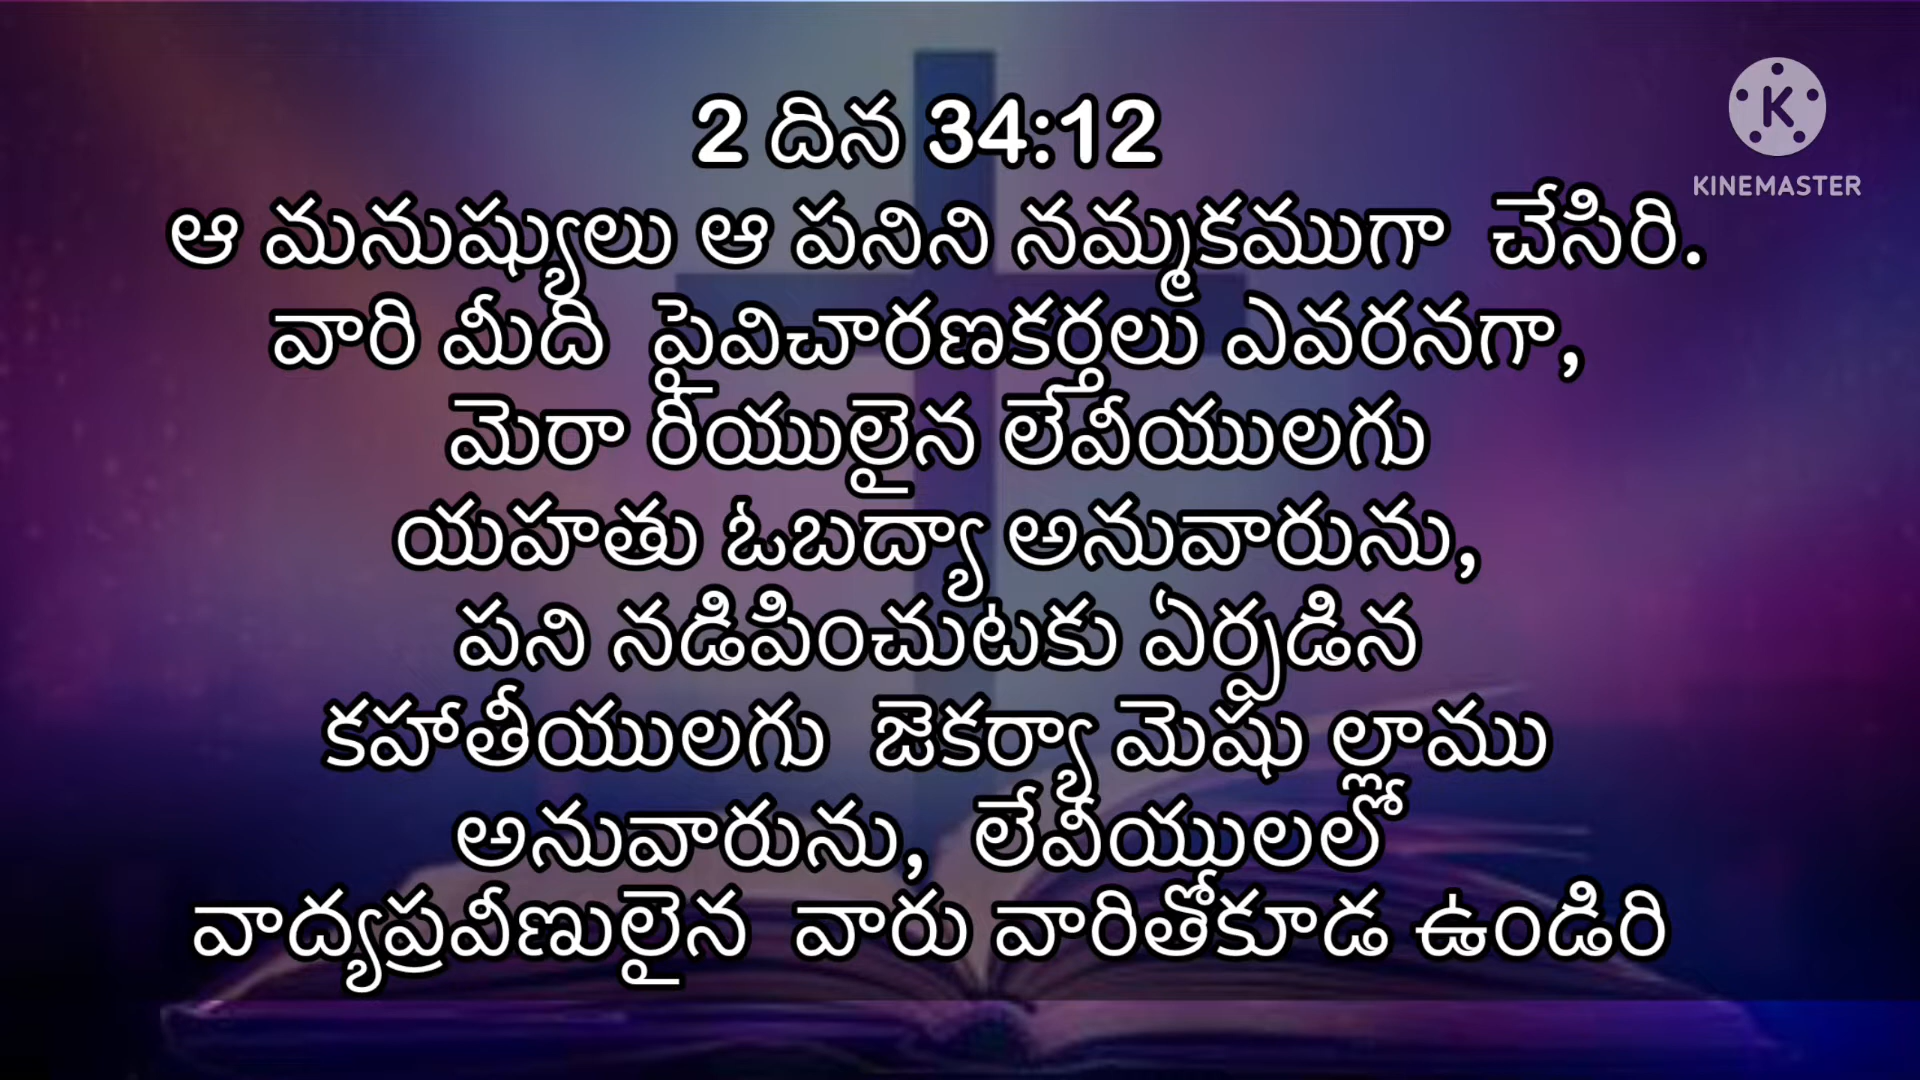 2 దిన 34:12
ఆ మనుష్యులు ఆ పనిని నమ్మకముగా చేసిరి.
వారి మీది పైవిచారణకర్తలు ఎవరనగా,
మెరా రీయులైన లేవీయులగు
యహతు ఓబద్యా అనువారును,
పని నడిపించుటకు ఏర్పడిన
కహాతీయులగు జెకర్యా మెషు ల్లాము
అనువారును, లేవీయులలో
వాద్యప్రవీణులైన వారు వారితోకూడ ఉండిరి
K
KINEMASTER